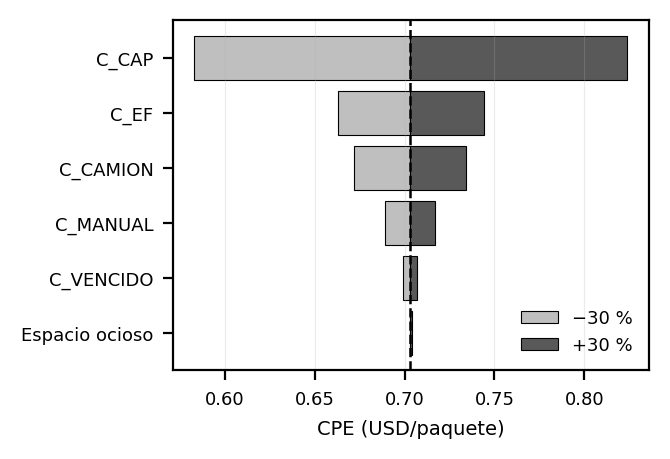 C_CAP
C_EF
C_CAMION
C_MANUAL
C_VENCIDO
Espacio ocioso
−30 %
+30 %
0.60 0.65 0.70 0.75 0.80
CPE (USD/paquete)